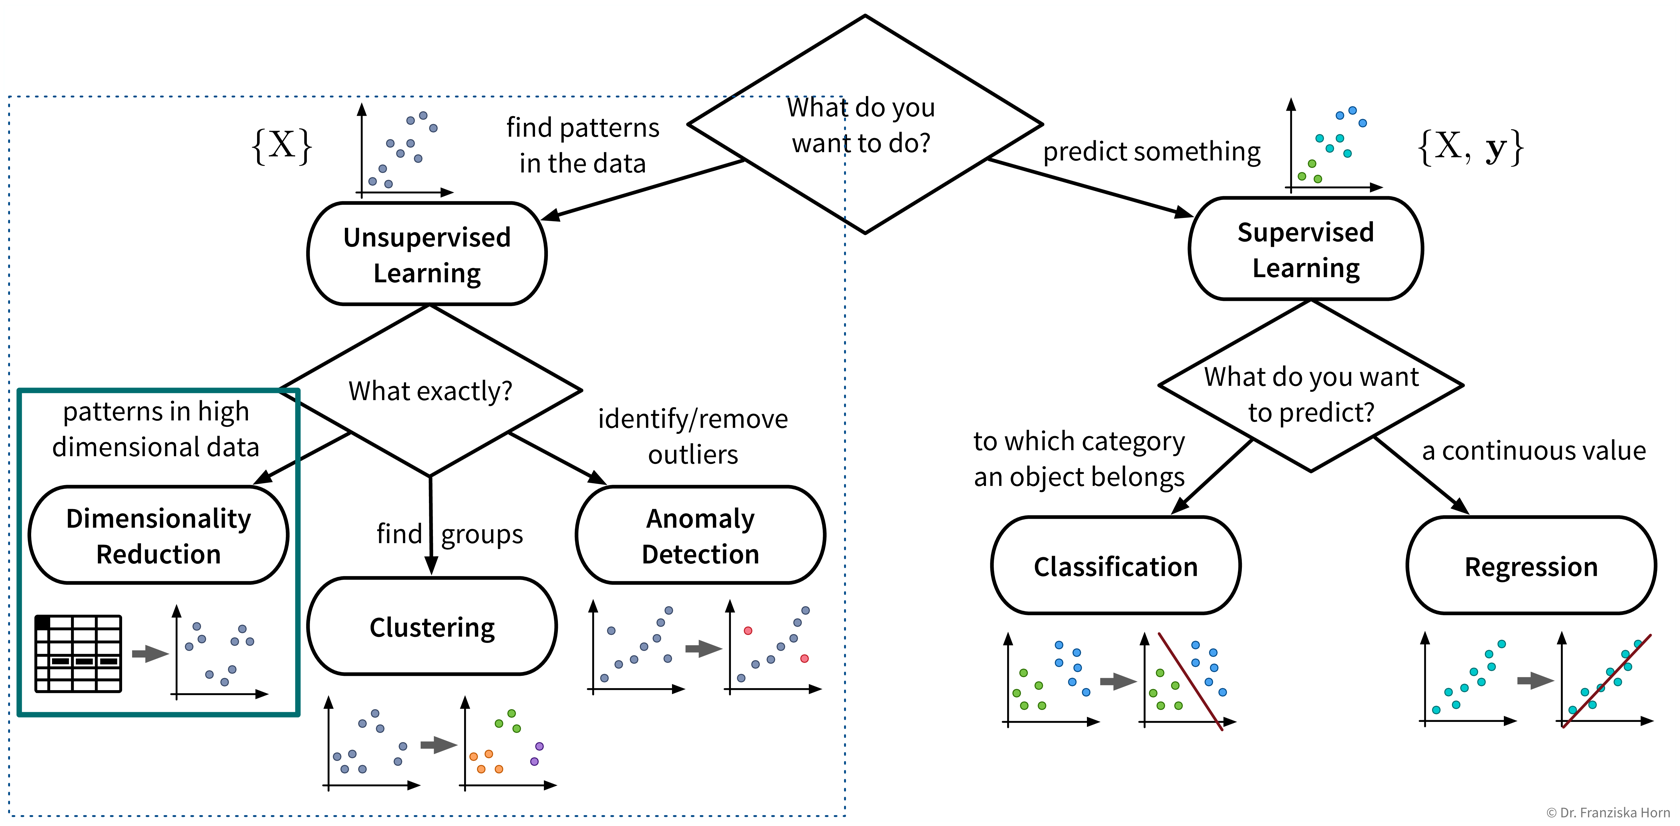 What do you
want to do?
find patterns
in the data
predict something
{X}
{X, y}
Unsupervised
Learning
Supervised
Learning
What exactly?
What do you want
to predict?
patterns in high
dimensional data
find groups
identify/remove
outliers
to which category
an object belongs
a continuous value
Dimensionality
Reduction
Clustering
Anomaly
Detection
Classification
Regression
© Dr. Franziska Horn